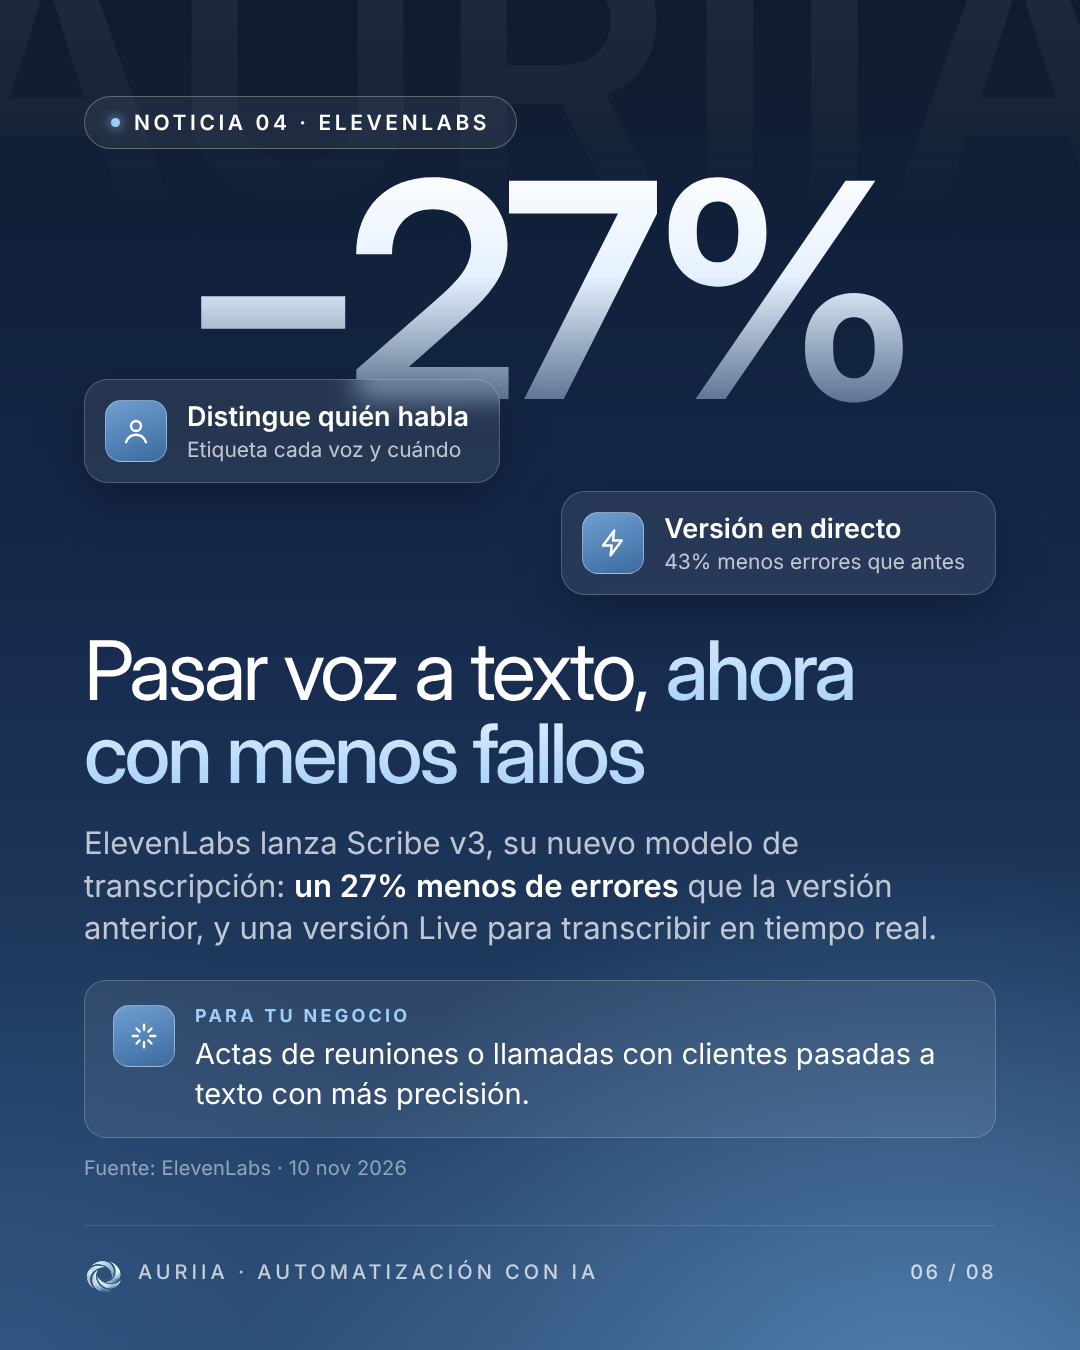 AURIIA
NOTICIA 04 · ELEVENLABS
–27%
Distingue quién habla
Etiqueta cada voz y cuándo
Versión en directo
43% menos errores que antes
Pasar voz a texto, ahora
con menos fallos
ElevenLabs lanza Scribe v3, su nuevo modelo de
transcripción: un 27% menos de errores que la versión
anterior, y una versión Live para transcribir en tiempo real.
PARA TU NEGOCIO
Actas de reuniones o llamadas con clientes pasadas a
texto con más precisión.
Fuente: ElevenLabs · 10 nov 2026
AURIIA · AUTOMATIZACIÓN CON IA
06 / 08